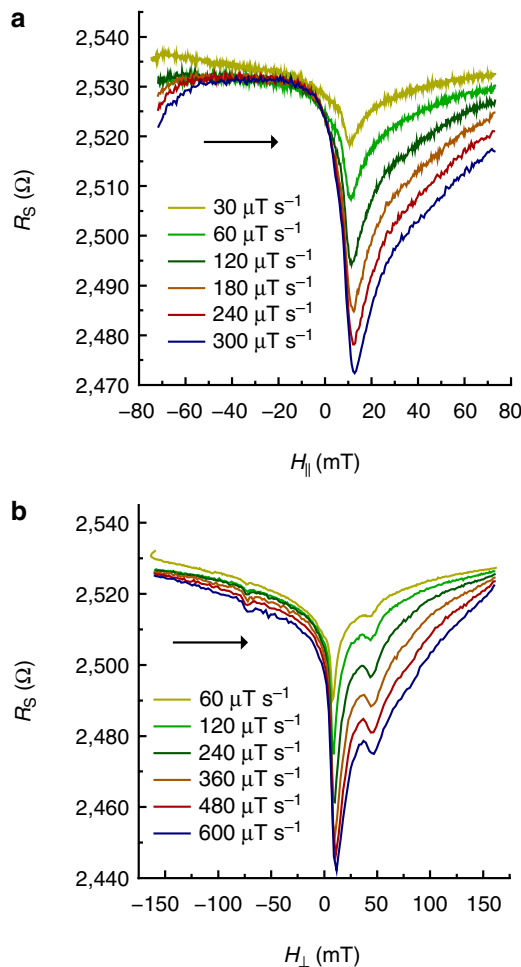 a
2,540
2,530
2,520
2,510
2,500
2,490
2,480
2,470
R_S (Ω)
30 μT s⁻¹
60 μT s⁻¹
120 μT s⁻¹
180 μT s⁻¹
240 μT s⁻¹
300 μT s⁻¹
−80 −60 −40 −20 0 20 40 60 80
H_∥ (mT)
b
2,540
2,520
2,500
2,480
2,460
2,440
R_S (Ω)
60 μT s⁻¹
120 μT s⁻¹
240 μT s⁻¹
360 μT s⁻¹
480 μT s⁻¹
600 μT s⁻¹
−150 −100 −50 0 50 100 150
H_⊥ (mT)